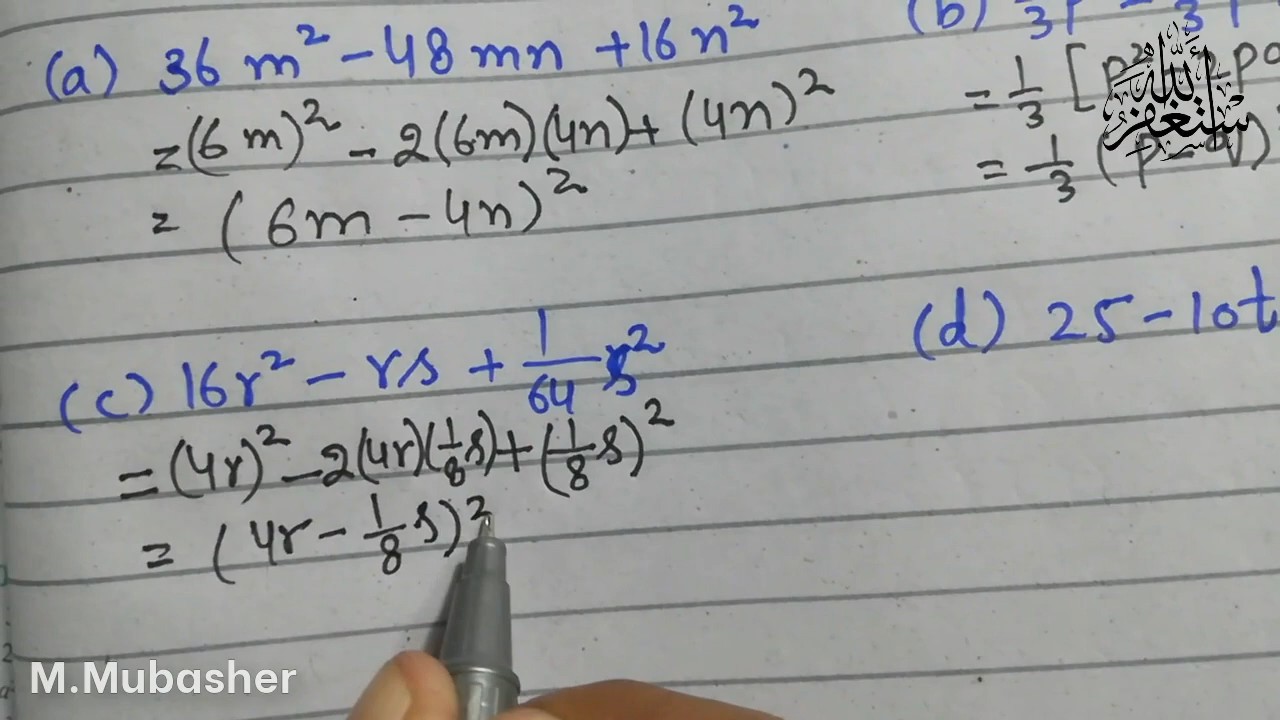 (a) 36 m² - 48 mn + 16 n²
= (6 m)² - 2(6m)(4n) + (4n)²
= (6m - 4n)²
(b)
= 1/3 [p²
= 1/3 (p
(c) 16r² - rs + 1/64 s²
= (4r)² - 2(4r)(1/8 s) + (1/8 s)²
= (4r - 1/8 s)²
(d) 25 - 10t
M.Mubasher